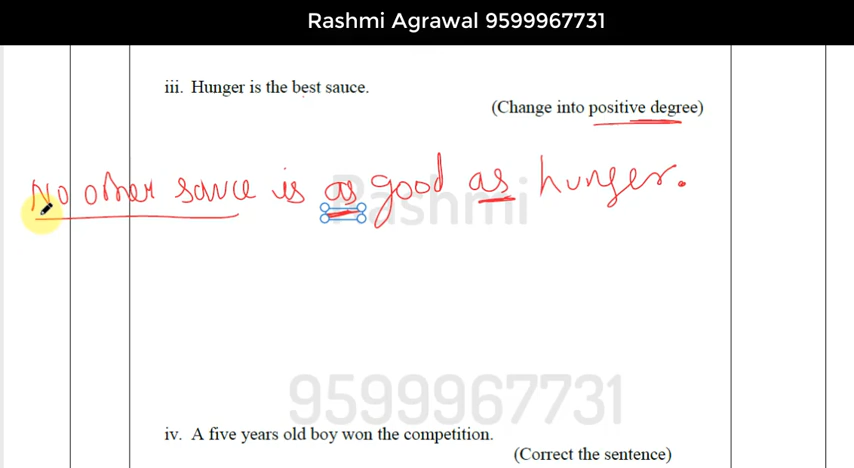 Rashmi Agrawal 9599967731
iii. Hunger is the best sauce.
(Change into positive degree)
No other sauce is as good as hunger.
Rashmi
9599967731
iv. A five years old boy won the competition.
(Correct the sentence)